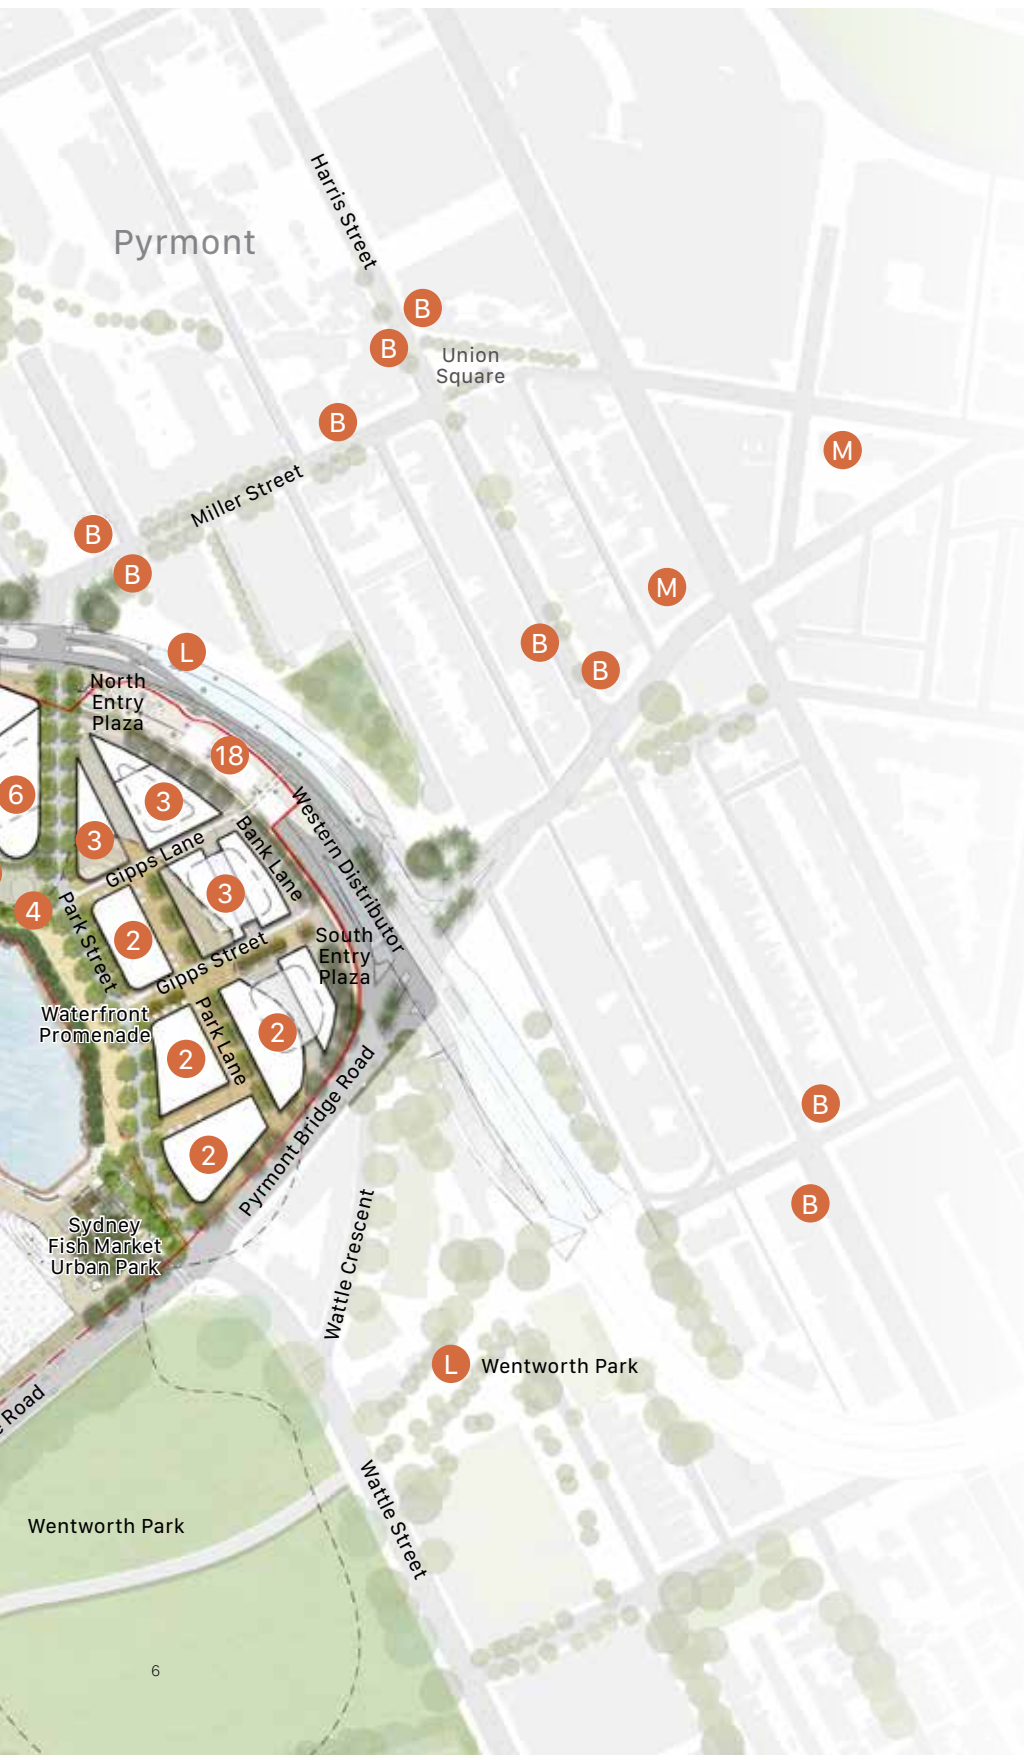 Harris Street
Pyrmont
B
B
Union
Square
B
M
Miller Street
B
B
M
B
B
L
North
Entry
Plaza
18
6
3
3
Western Distributor
Bank Lane
Gipps Lane
3
4
Park Street
2
South
Entry
Plaza
Gipps Street
Waterfront
Promenade
Park Lane
2
2
Pyrmont Bridge Road
2
B
B
Wattle Crescent
Sydney
Fish Market
Urban Park
L
Wentworth Park
e Road
Wattle Street
Wentworth Park
6